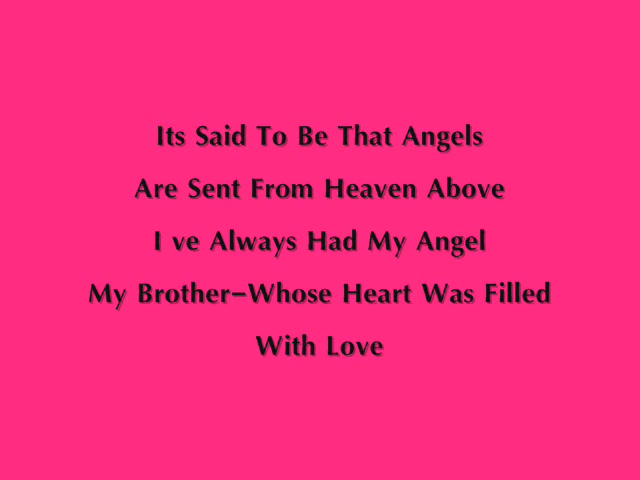 Its Said To Be That Angels
Are Sent From Heaven Above
I ve Always Had My Angel
My Brother-Whose Heart Was Filled
With Love